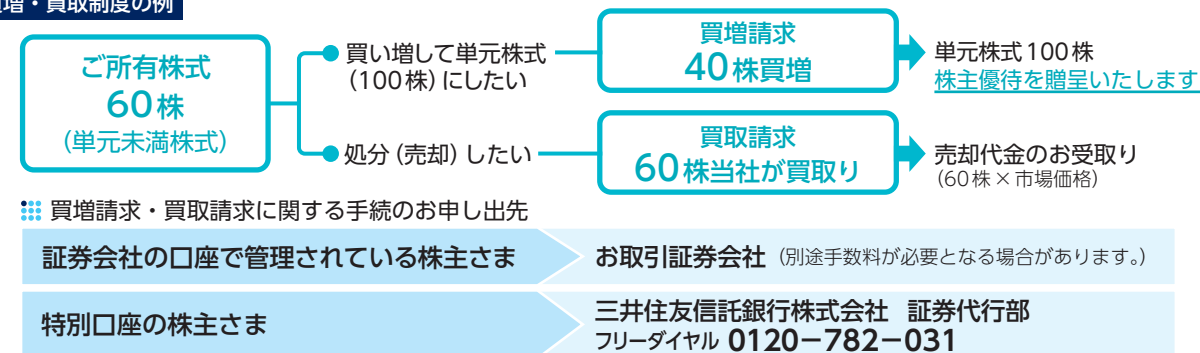 増・買取制度の例
ご所有株式
60株
(単元未満株式)
買い増して単元株式
(100株)にしたい
買増請求
40株買増
単元株式100株
株主優待を贈呈いたします
処分(売却)したい
買取請求
60株当社が買取り
売却代金のお受取り
(60株×市場価格)
買増請求・買取請求に関する手続のお申し出先
証券会社の口座で管理されている株主さま
お取引証券会社(別途手数料が必要となる場合があります。)
特別口座の株主さま
三井住友信託銀行株式会社 証券代行部
フリーダイヤル 0120-782-031